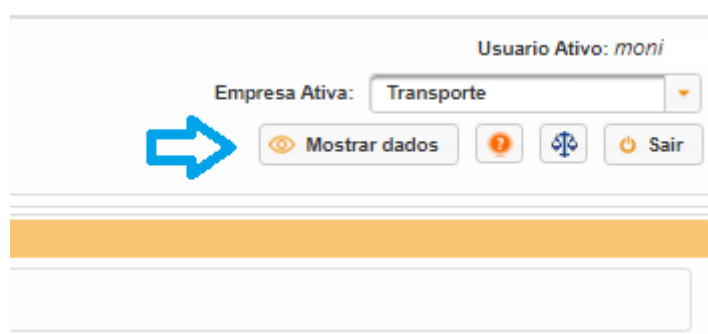 Usuario Ativo: moni
Empresa Ativa: Transporte
Mostrar dados ? Sair